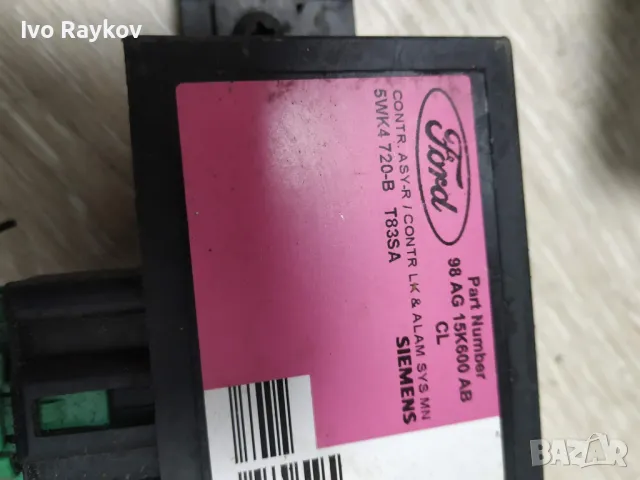 Ivo Raykov
Ford
Part Number
98 AG 15K600 AB
CL
CONTR. ASY-R / CONTR LK & ALAM SYS MN
5WK4 720-B T83SA
SIEMENS
BAZAR